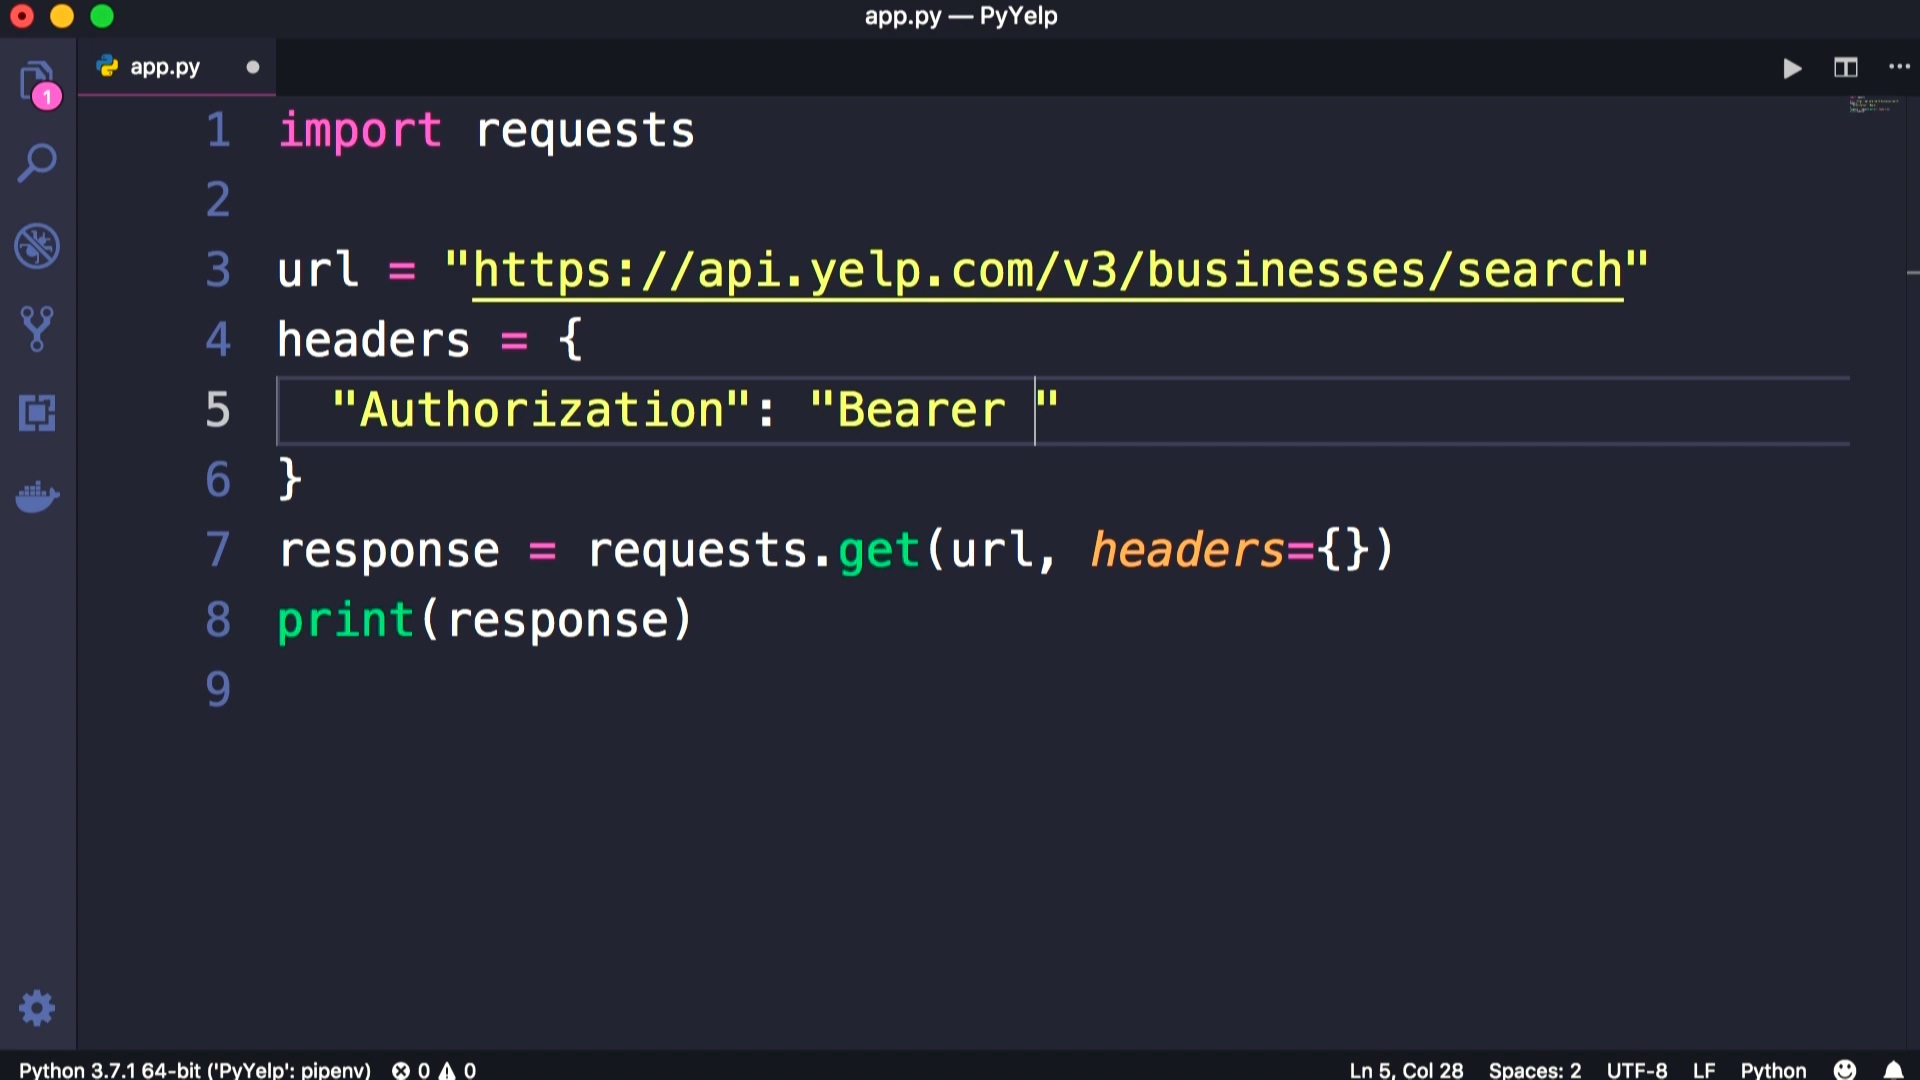 app.py — PyYelp
app.py
1
1 import requests
2
3 url = "https://api.yelp.com/v3/businesses/search"
4 headers = {
5   "Authorization": "Bearer "
6 }
7 response = requests.get(url, headers={})
8 print(response)
9
Python 3.7.1 64-bit ('PyYelp': pipenv) 0 0 Ln 5, Col 28 Spaces: 2 UTF-8 LF Python